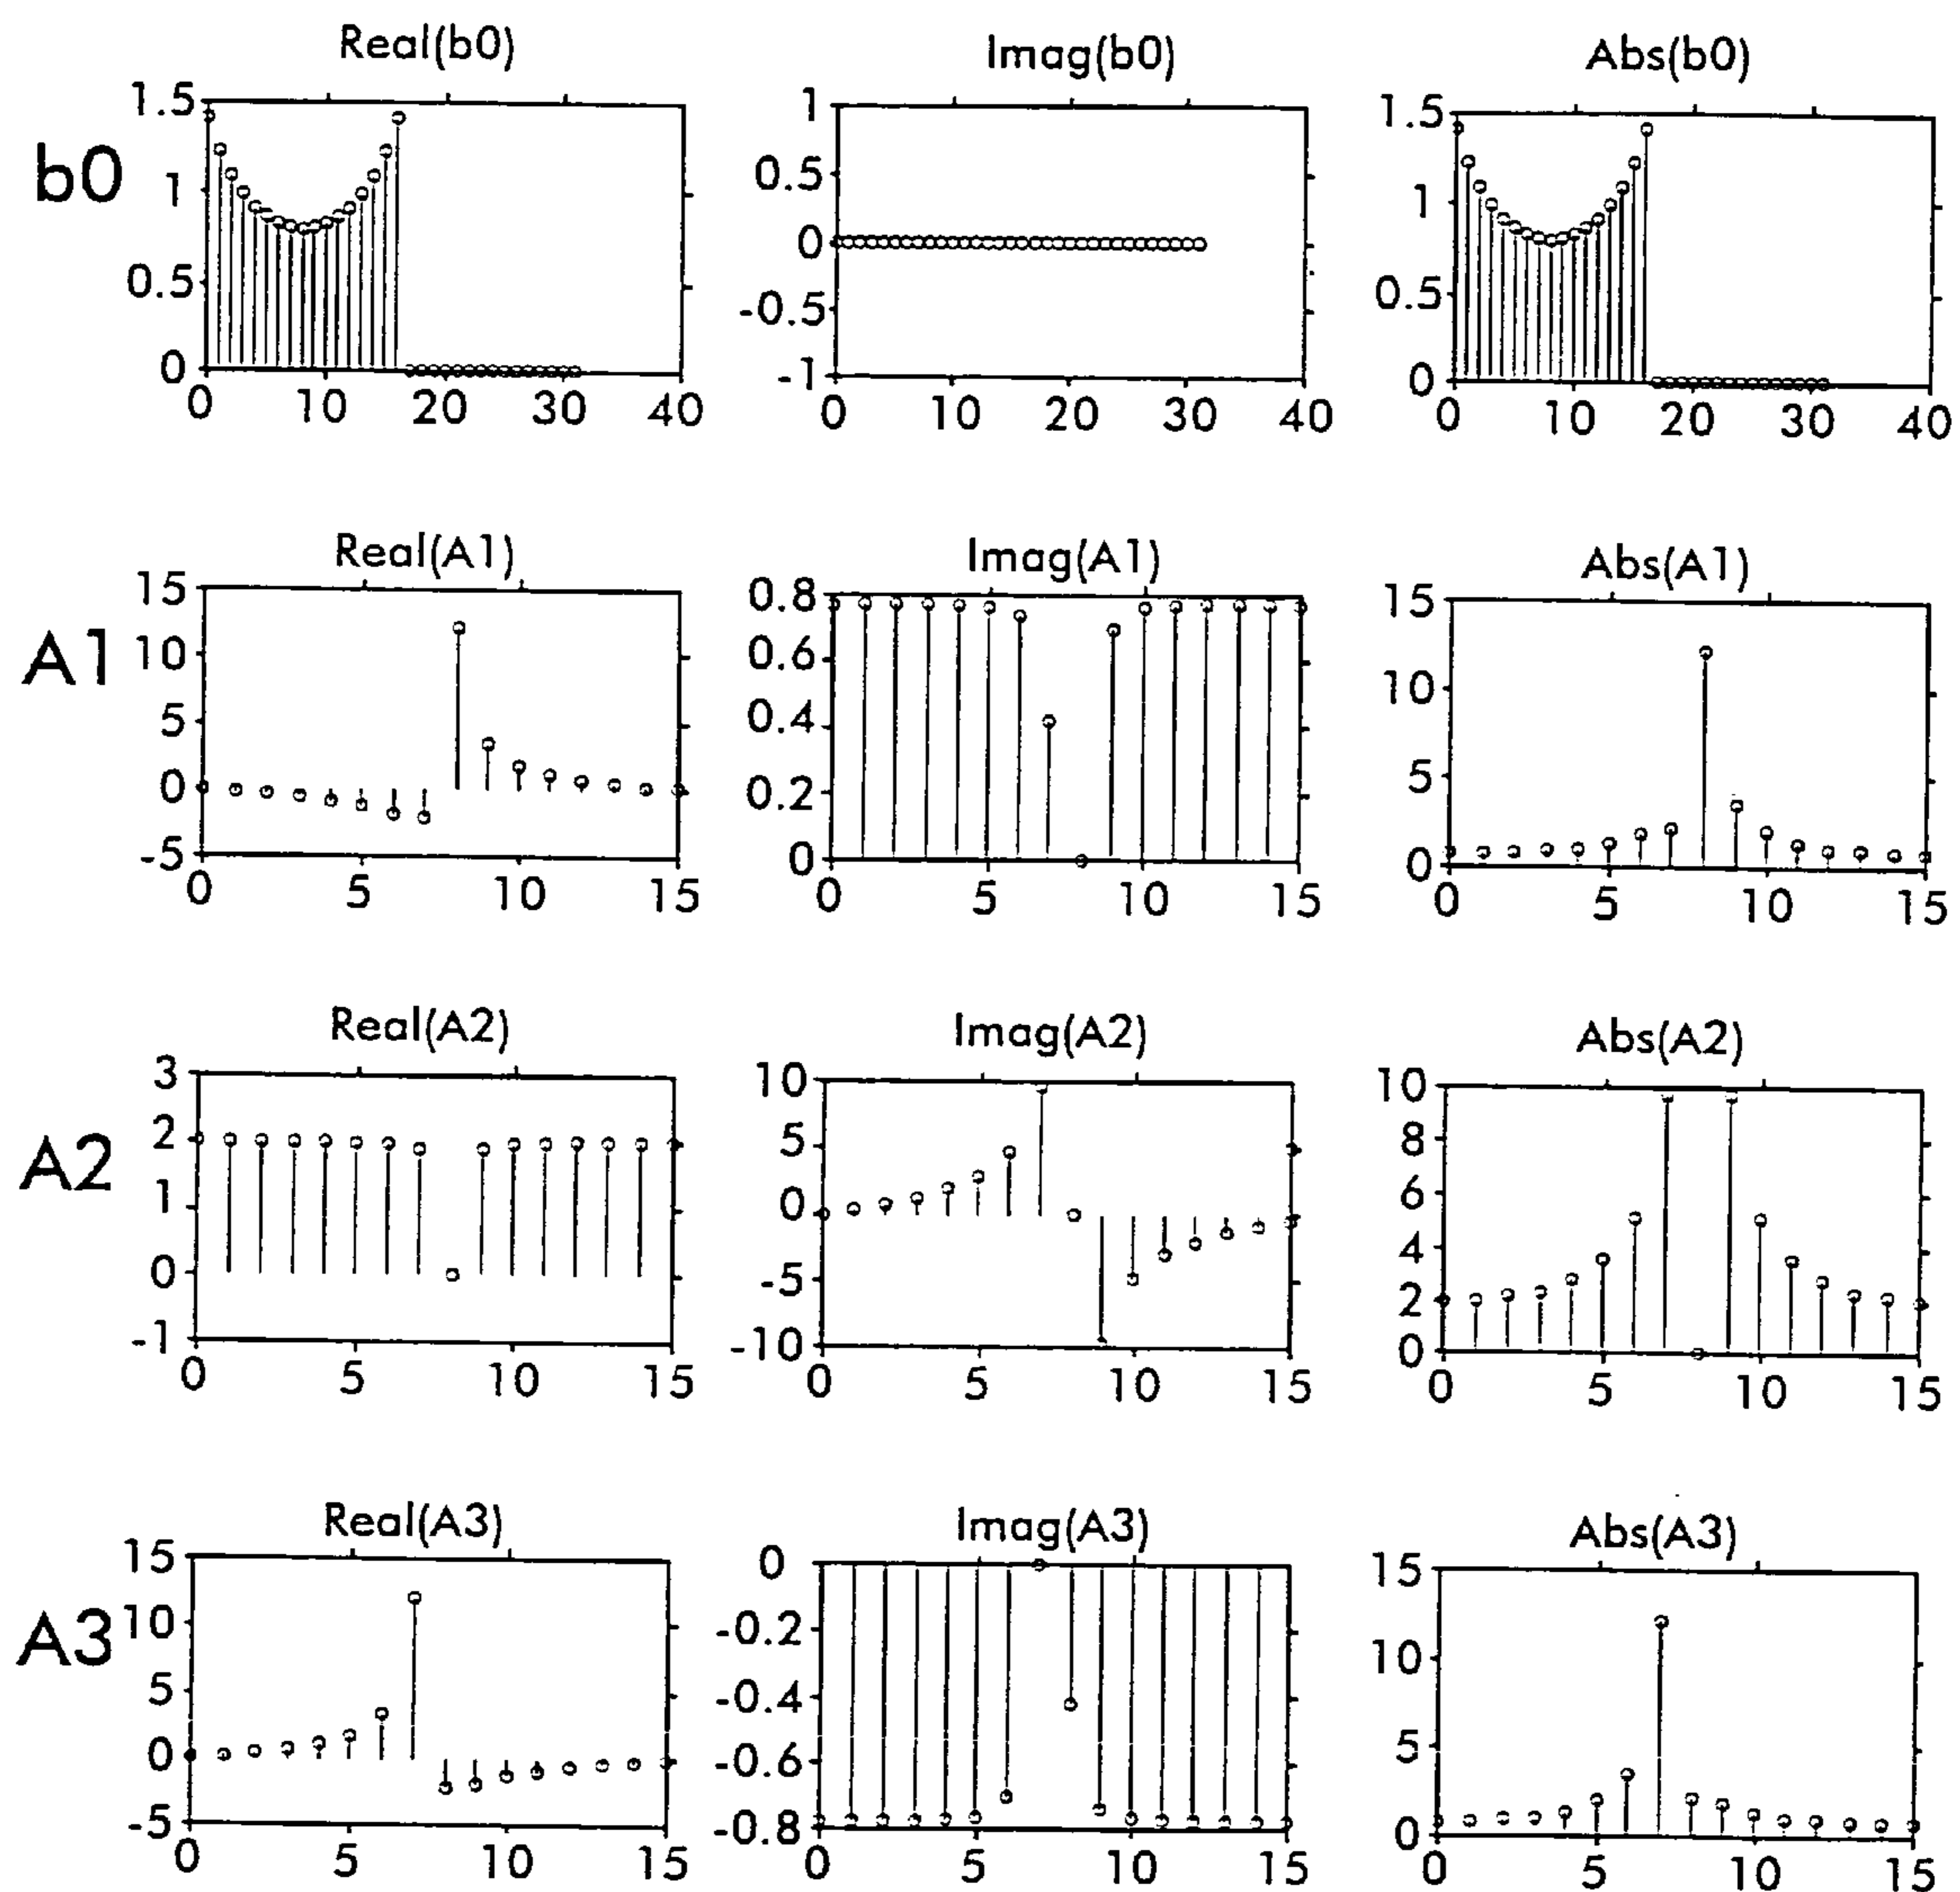 Real(b0) Imag(b0) Abs(b0)
b0
1.5
1
0.5
0
0 10 20 30 40
1
0.5
0
-0.5
-1
0 10 20 30 40
1.5
1
0.5
0
0 10 20 30 40
Real(A1) Imag(A1) Abs(A1)
A1
15
10
5
0
-5
0 5 10 15
0.8
0.6
0.4
0.2
0
0 5 10 15
15
10
5
0
0 5 10 15
Real(A2) Imag(A2) Abs(A2)
A2
3
2
1
0
-1
0 5 10 15
10
5
0
-5
-10
0 5 10 15
10
8
6
4
2
0
0 5 10 15
Real(A3) Imag(A3) Abs(A3)
A3
15
10
5
0
-5
0 5 10 15
0
-0.2
-0.4
-0.6
-0.8
0 5 10 15
15
10
5
0
0 5 10 15